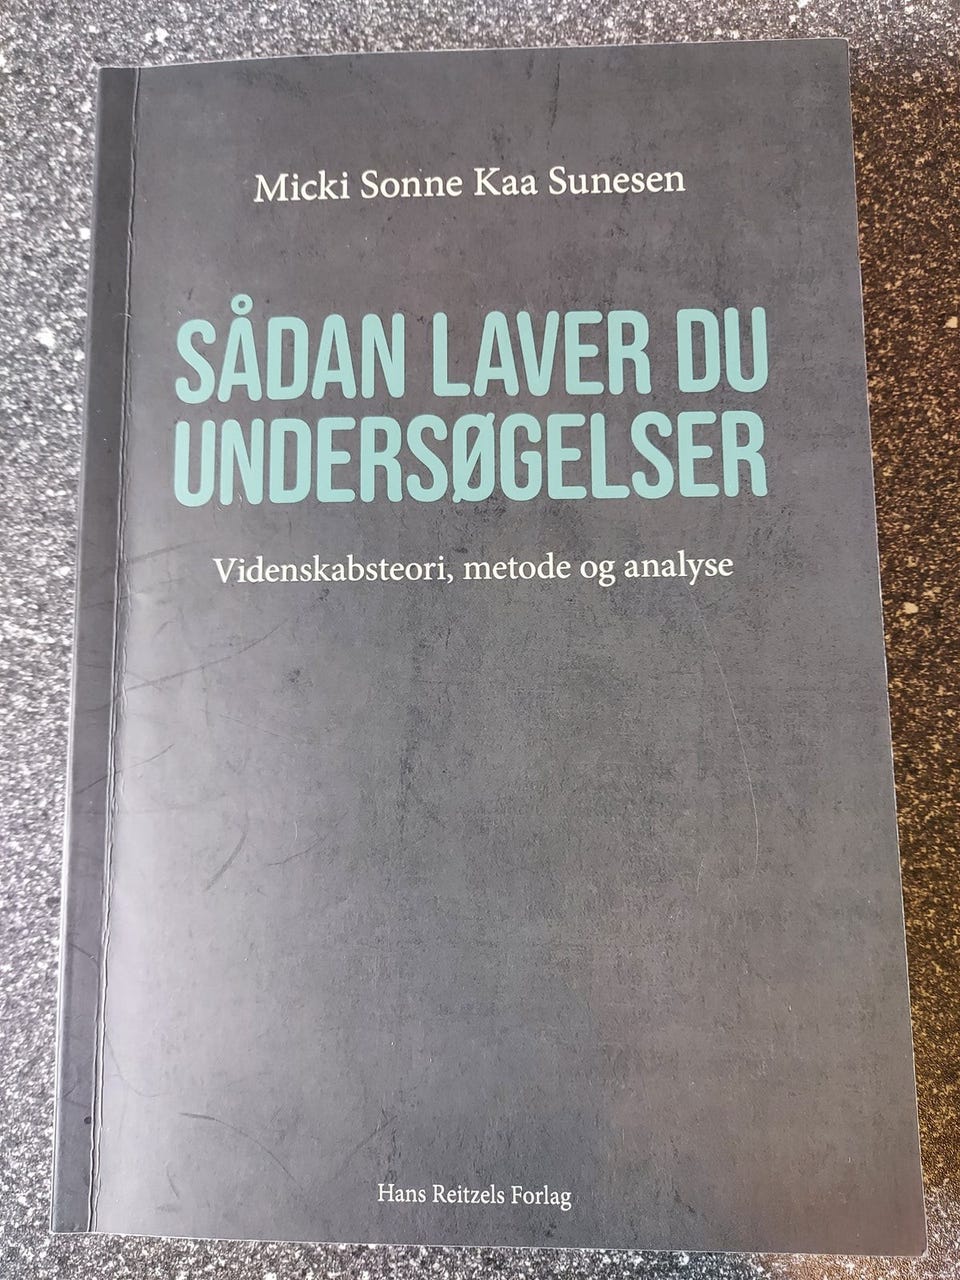 Micki Sonne Kaa Sunesen
SÅDAN LAVER DU
UNDERSØGELSER
Videnskabsteori, metode og analyse
Hans Reitzels Forlag